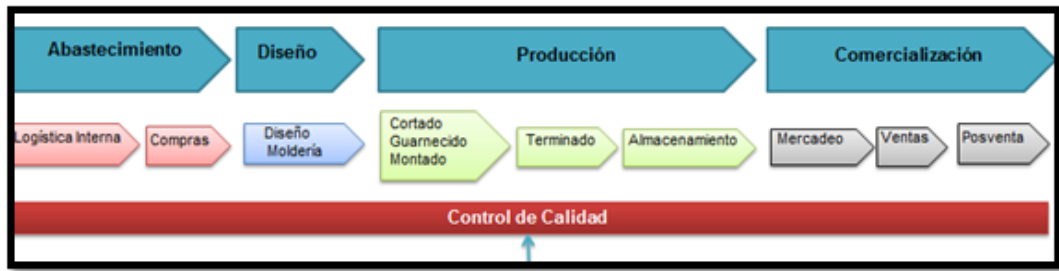 Abastecimiento
Diseño
Producción
Comercialización
Logística Interna
Compras
Diseño
Moldería
Cortado
Guarnecido
Montado
Terminado
Almacenamiento
Mercadeo
Ventas
Posventa
Control de Calidad